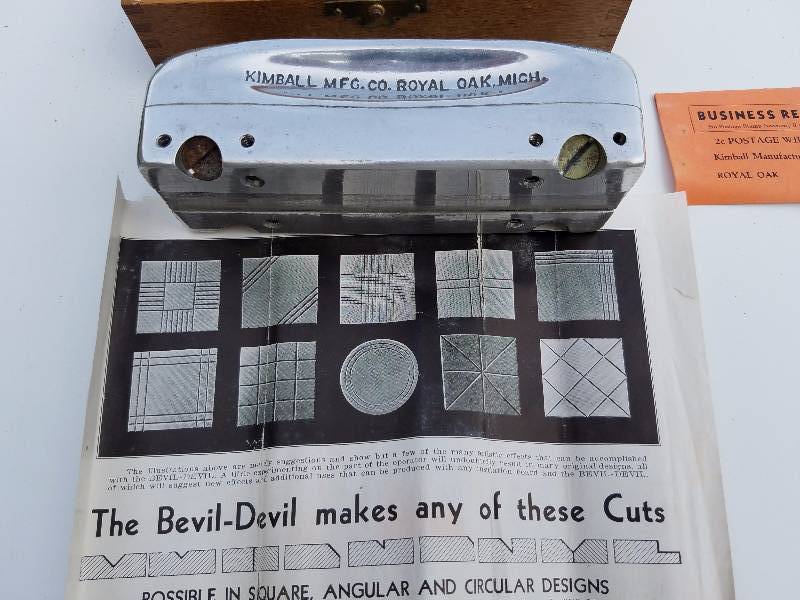 KIMBALL MFG. CO. ROYAL OAK, MICH.
BUSINESS RE
No Postage Stamp Necessary
2c POSTAGE WI
Kimball Manufactu
ROYAL OAK
The illustrations above are merely suggestions and show but a few of the many artistic effects that can be accomplished
with the BEVIL-DEVIL. A little experimenting on the part of the operator will undoubtedly result in many original designs, all
of which will suggest new effects and additional uses that can be produced with any insulation board and the BEVIL-DEVIL.
The Bevil-Devil makes any of these Cuts
POSSIBLE IN SQUARE, ANGULAR AND CIRCULAR DESIGNS